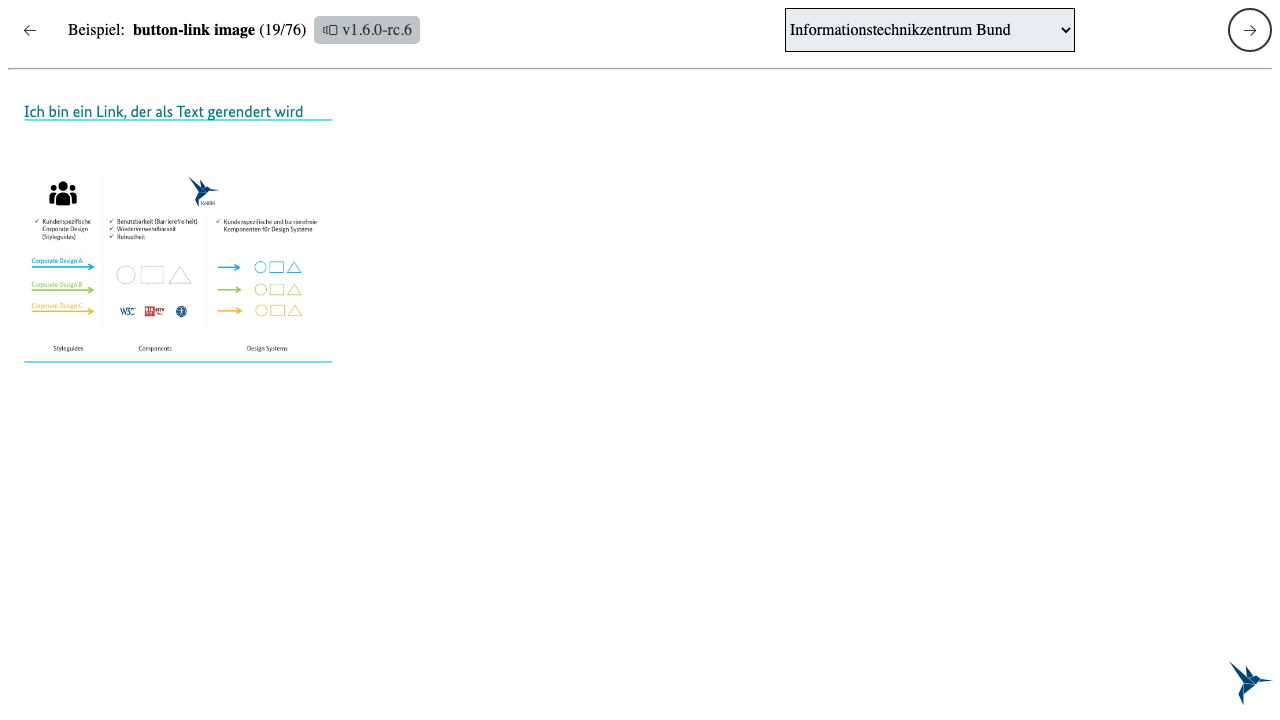 Beispiel: button-link image (19/76) v1.6.0-rc.6 Informationstechnikzentrum Bund
Ich bin ein Link, der als Text gerendert wird
KoliBri
✓ Kundenspezifische
Corporate Design
(Styleguides)
✓ Benutzbarkeit (Barrierefreiheit)
✓ Wiederverwendbarkeit
✓ Robustheit
✓ Kundenspezifische und barrierefreie
Komponenten für Design Systeme
Corporate Design A
Corporate Design B
Corporate Design C
W3C
BITV
Styleguides
Components
Design Systems